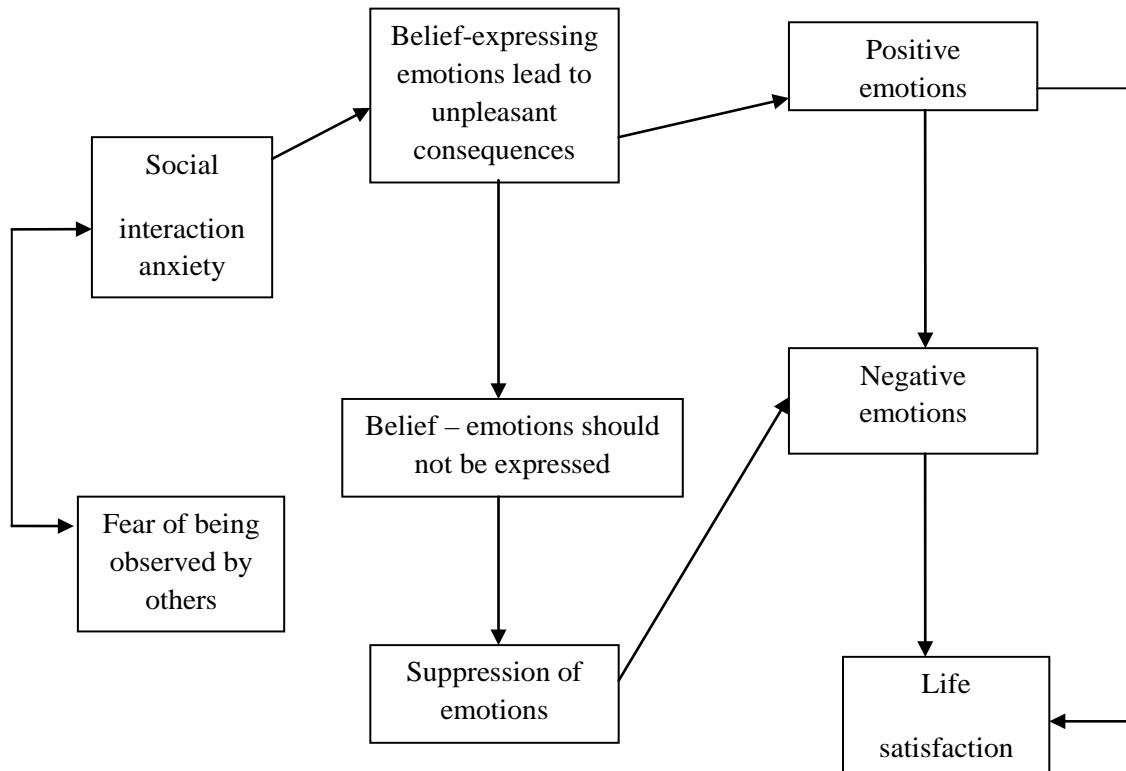 Belief-expressing
emotions lead to
unpleasant
consequences
Positive
emotions
Social
interaction
anxiety
Negative
emotions
Belief – emotions should
not be expressed
Fear of being
observed by
others
Suppression of
emotions
Life
satisfaction